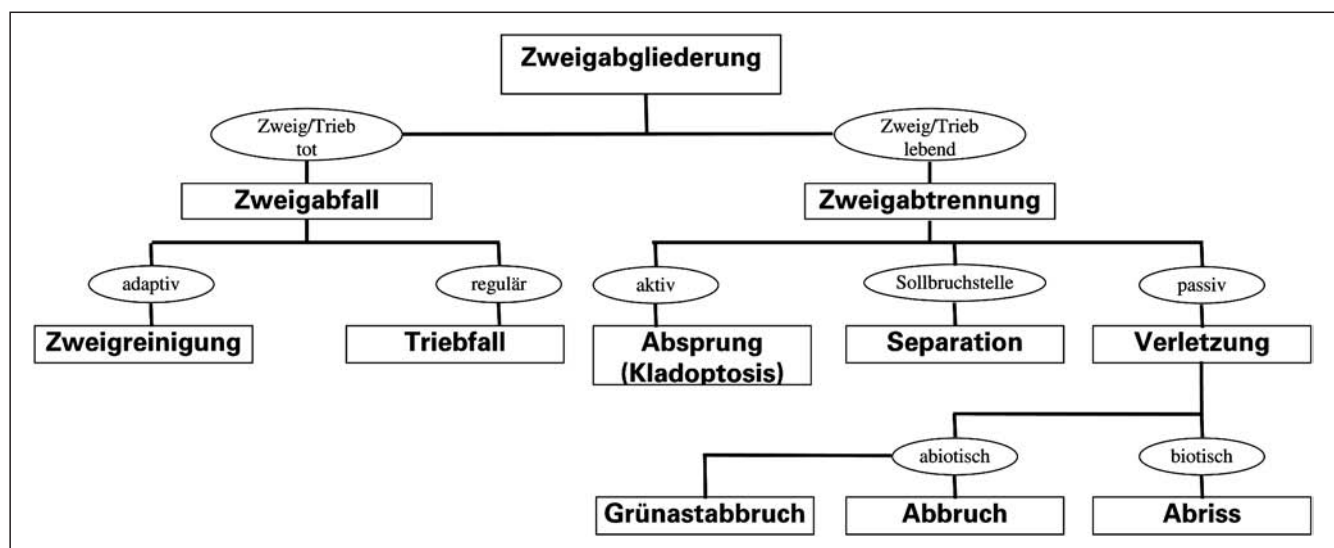 Zweigabgliederung
Zweig/Trieb
tot
Zweig/Trieb
lebend
Zweigabfall
Zweigabtrennung
adaptiv
regulär
aktiv
Sollbruchstelle
passiv
Zweigreinigung
Triebfall
Absprung
(Kladoptosis)
Separation
Verletzung
abiotisch
biotisch
Grünastabbruch
Abbruch
Abriss